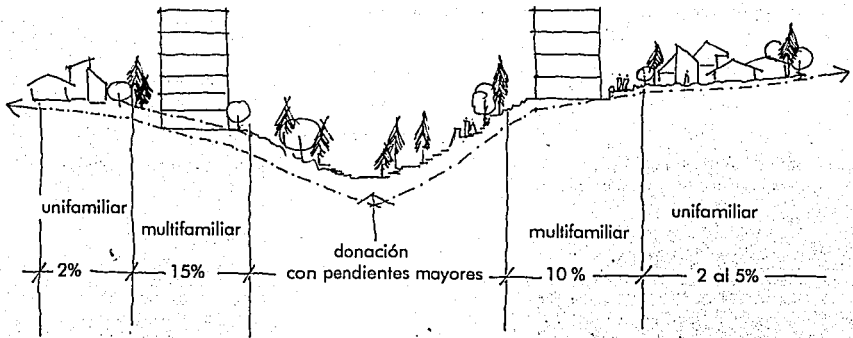 unifamiliar
2%
multifamiliar
15%
donación
con pendientes mayores
multifamiliar
10 %
unifamiliar
2 al 5%